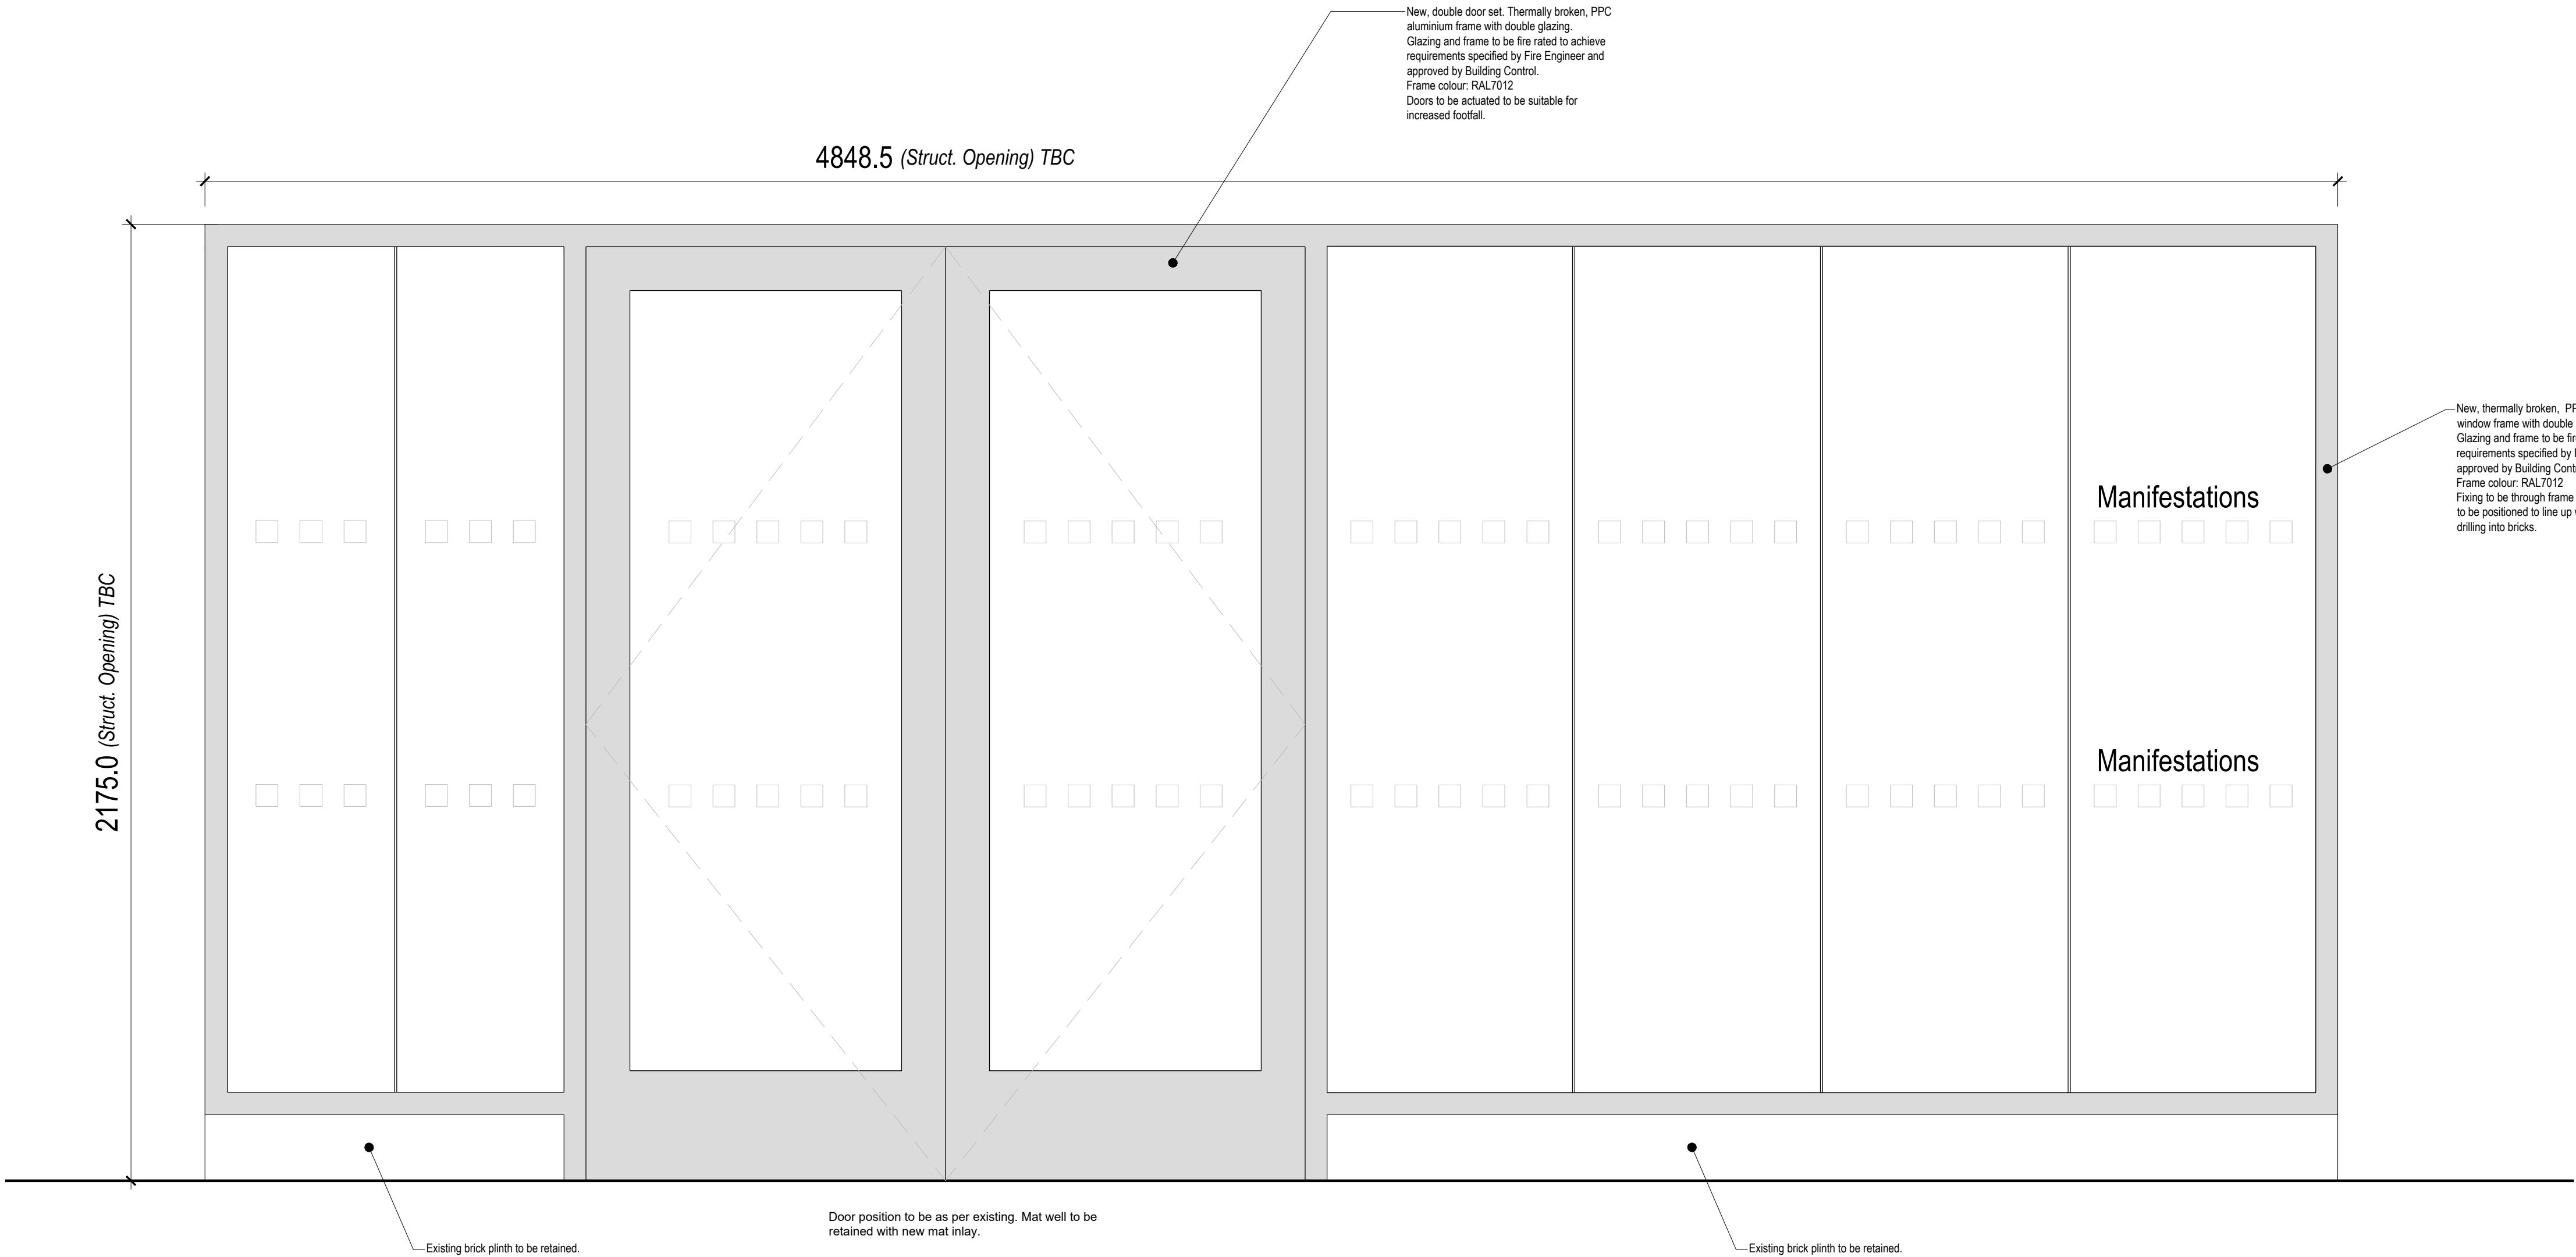 New, double door set. Thermally broken, PPC
aluminium frame with double glazing.
Glazing and frame to be fire rated to achieve
requirements specified by Fire Engineer and
approved by Building Control.
Frame colour: RAL7012
Doors to be actuated to be suitable for
increased footfall.
4848.5 (Struct. Opening) TBC
2175.0 (Struct. Opening) TBC
New, thermally broken,
window frame with double
Glazing and frame to be
requirements specified by
approved by Building
Frame colour: RAL7012
Fixing to be through frame
to be positioned to line up
drilling into bricks.
Manifestations
Manifestations
Door position to be as per existing. Mat well to be
retained with new mat inlay.
Existing brick plinth to be retained.
Existing brick plinth to be retained.